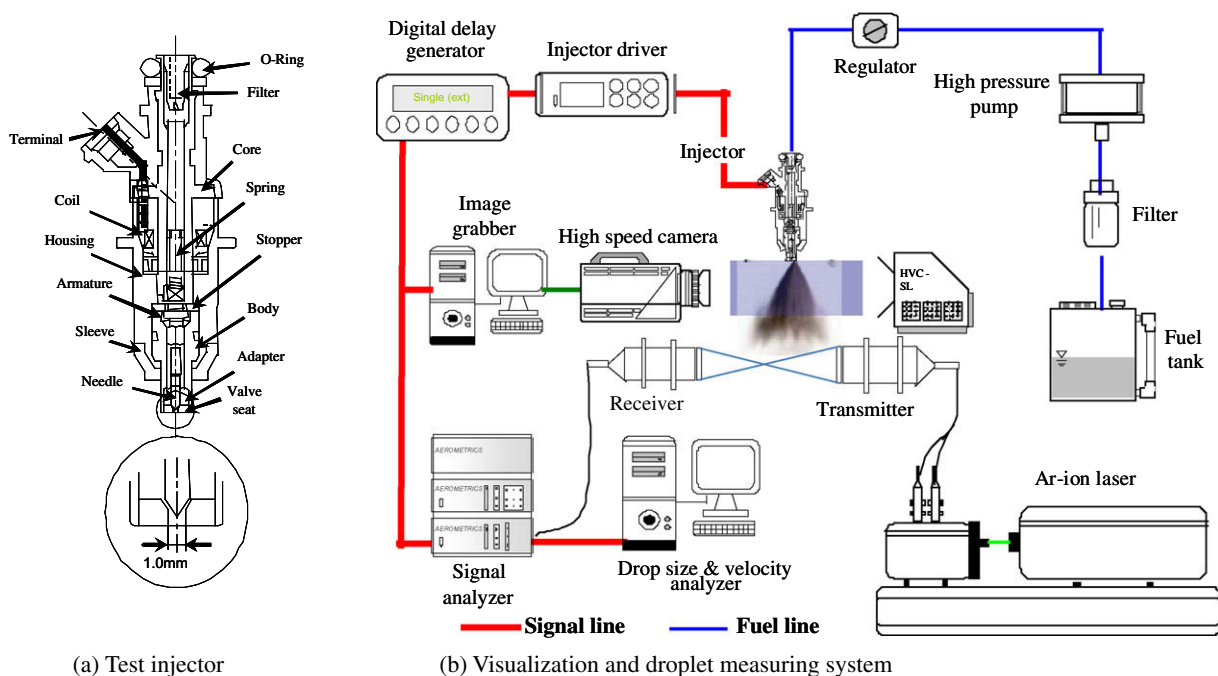 O-Ring
Filter
Terminal
Core
Spring
Coil
Stopper
Housing
Armature
Body
Sleeve
Adapter
Needle
Valve
seat
1.0mm
(a) Test injector
Digital delay
generator
Single (ext)
Injector driver
Regulator
High pressure
pump
Injector
Filter
Image
grabber
High speed camera
HVC -
SL
Fuel
tank
Receiver
Transmitter
AEROMETRICS
AEROMETRICS
AEROMETRICS
Ar-ion laser
Signal
analyzer
Drop size & velocity
analyzer
Signal line
Fuel line
(b) Visualization and droplet measuring system